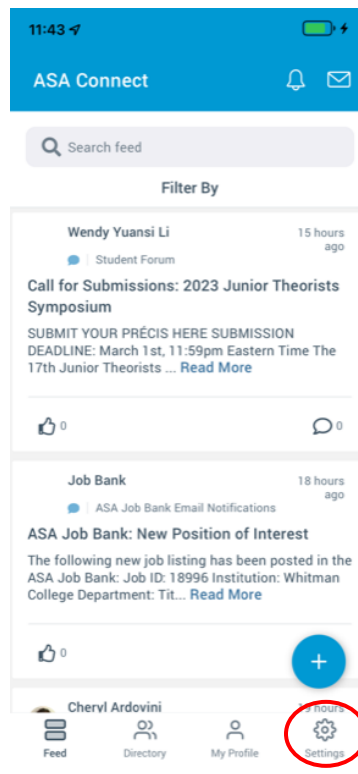 11:43
ASA Connect
Search feed
Filter By
Wendy Yuansi Li
15 hours
ago
Student Forum
Call for Submissions: 2023 Junior Theorists
Symposium
SUBMIT YOUR PRÉCIS HERE SUBMISSION
DEADLINE: March 1st, 11:59pm Eastern Time The
17th Junior Theorists ... Read More
0
0
Job Bank
18 hours
ago
ASA Job Bank Email Notifications
ASA Job Bank: New Position of Interest
The following new job listing has been posted in the
ASA Job Bank: Job ID: 18996 Institution: Whitman
College Department: Tit... Read More
0
+
Cheryl Ardovini
19 hours
Feed
Directory
My Profile
Settings